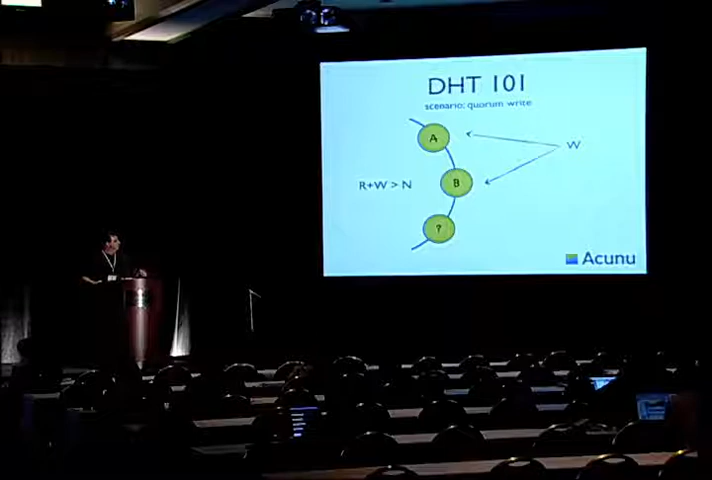 DHT 101
scenario: quorum write
A
W
R+W > N
B
?
Acunu